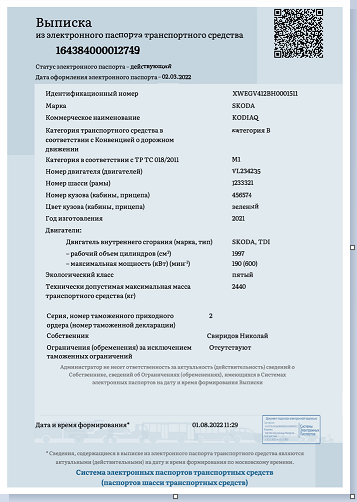 Выписка
из электронного паспорта транспортного средства
164384000012749
Статус электронного паспорта – действующий
Дата оформления электронного паспорта – 02.03.2022
Идентификационный номер XWEGV412BH0001511
Марка SKODA
Коммерческое наименование KODIAQ
Категория транспортного средства в категория B
соответствии с Конвенцией о дорожном
движении
Категория в соответствии с ТР ТС 018/2011 M1
Номер двигателя (двигателей) VL234235
Номер шасси (рамы) 1233321
Номер кузова (кабины, прицепа) 456574
Цвет кузова (кабины, прицепа) зеленый
Год изготовления 2021
Двигатели:
Двигатель внутреннего сгорания (марка, тип) SKODA, TDI
– рабочий объем цилиндров (см³) 1997
– максимальная мощность (кВт) (мин⁻¹) 190 (600)
Экологический класс пятый
Технически допустимая максимальная масса 2440
транспортного средства (кг)
Серия, номер таможенного приходного 2
ордера (номер таможенной декларации)
Собственник Свиридов Николай
Ограничения (обременения) за исключением Отсутствуют
таможенных ограничений
Администратор не несет ответственности за актуальность (действительность) сведений о
Собственнике, сведений об Ограничениях (обременениях), имеющихся в Системах
электронных паспортов на дату и время формирования Выписки
Дата и время формирования* 01.08.2022 11:29
* Сведения, содержащиеся в выписке из электронного паспорта транспортного средства являются
актуальными (действительными) на дату и время формирования по московскому времени.
Система электронных паспортов транспортных средств
(паспортов шасси транспортных средств)